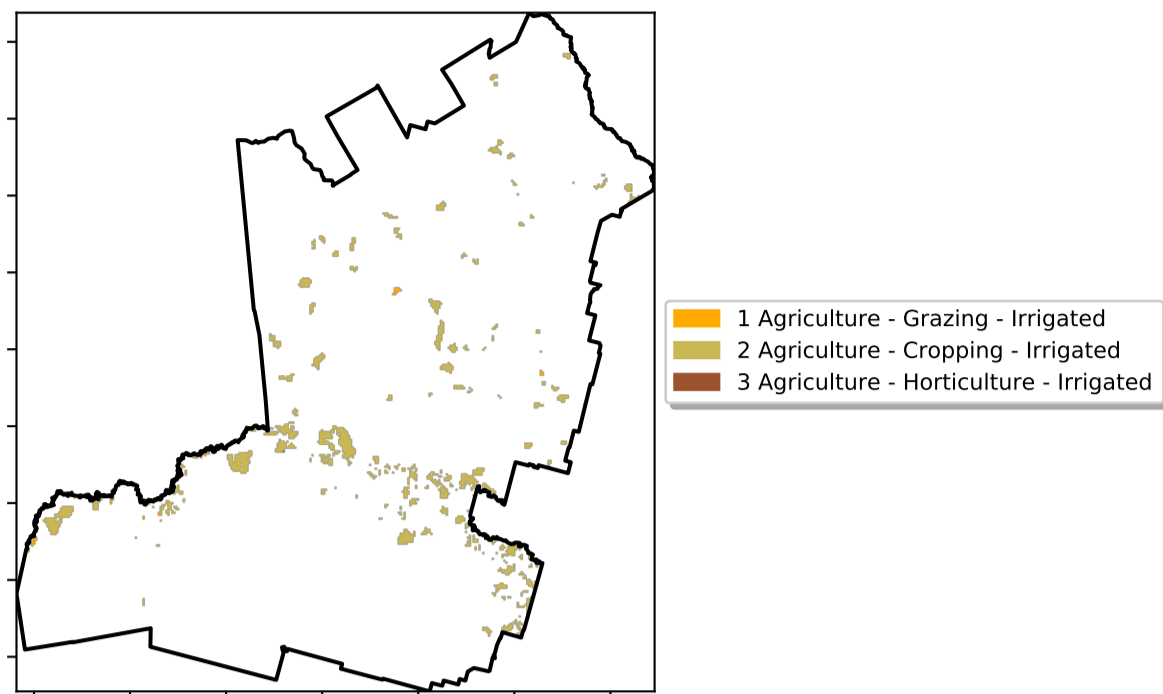 1 Agriculture - Grazing - Irrigated
2 Agriculture - Cropping - Irrigated
3 Agriculture - Horticulture - Irrigated